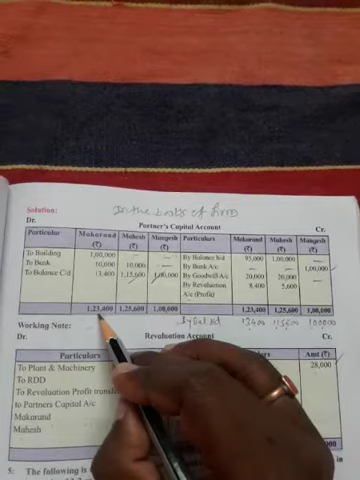 Solution:
In the books of firm
Dr. Partner's Capital Account Cr.
Particular Makarand (₹) Mahesh (₹) Mangesh (₹) Particulars Makarand (₹) Mahesh (₹) Mangesh (₹)
To Building 1,00,000 — — By Balance b/d 95,000 1,00,000 —
To Bank 10,000 10,000 — By Bank A/c — — 1,00,000
To Balance C/d 13,400 1,15,600 1,00,000 By Goodwill A/c 20,000 20,000 —
By Revaluation 8,400 5,600 —
A/c (Profit)
1,23,400 1,25,600 1,00,000 1,23,400 1,25,600 1,00,000
By Bal b/d 13400 115600 100000
Working Note:
Dr. Revaluation Account Cr.
Particulars Amt (₹)
To Plant & Machinery 28,000
To RDD
To Revaluation Profit
to Partners Capital A/c
Makarand
Mahesh
5. The following is